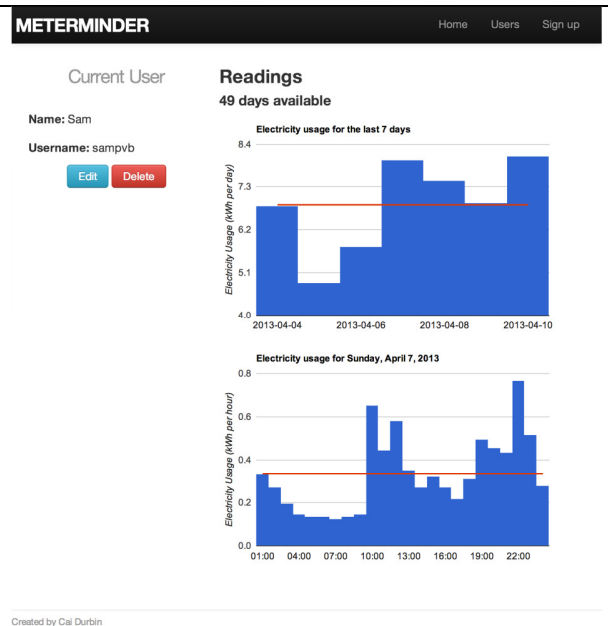 METERMINDER
Home Users Sign up
Current User
Name: Sam
Username: sampvb
Edit Delete
Readings
49 days available
Electricity usage for the last 7 days
Electricity Usage (kWh per day)
8.4
7.3
6.2
5.1
4.0
2013-04-04 2013-04-06 2013-04-08 2013-04-10
Electricity usage for Sunday, April 7, 2013
Electricity Usage (kWh per hour)
0.8
0.6
0.4
0.2
0.0
01:00 04:00 07:00 10:00 13:00 16:00 19:00 22:00
Created by Cai Durbin